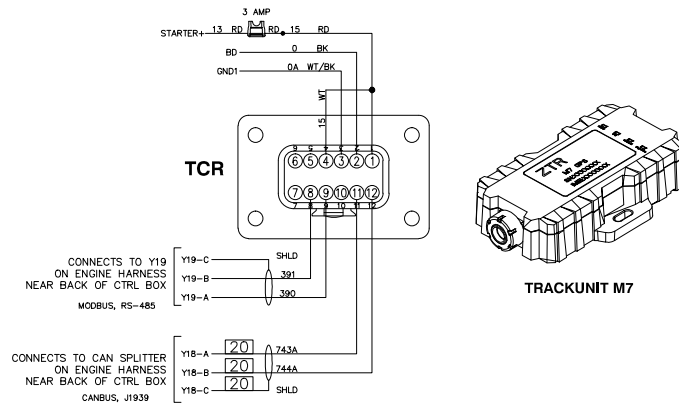 3 AMP
STARTER+ 13 RD RD 15 RD
BD 0 BK
GND1 0A WT/BK
WT
15
TCR
6 5 4 3 2 1
6 5 4 3 2 1
7 8 9 10 11 12
7 8 9 10 11 12
ZTR
M7 GPS
TRACKUNIT M7
CONNECTS TO Y19
ON ENGINE HARNESS
NEAR BACK OF CTRL BOX
MODBUS, RS-485
Y19-C SHLD
Y19-B 391
Y19-A 390
CONNECTS TO CAN SPLITTER
ON ENGINE HARNESS
NEAR BACK OF CTRL BOX
CANBUS, J1939
Y18-A 20 743A
Y18-B 20 744A
Y18-C 20 SHLD